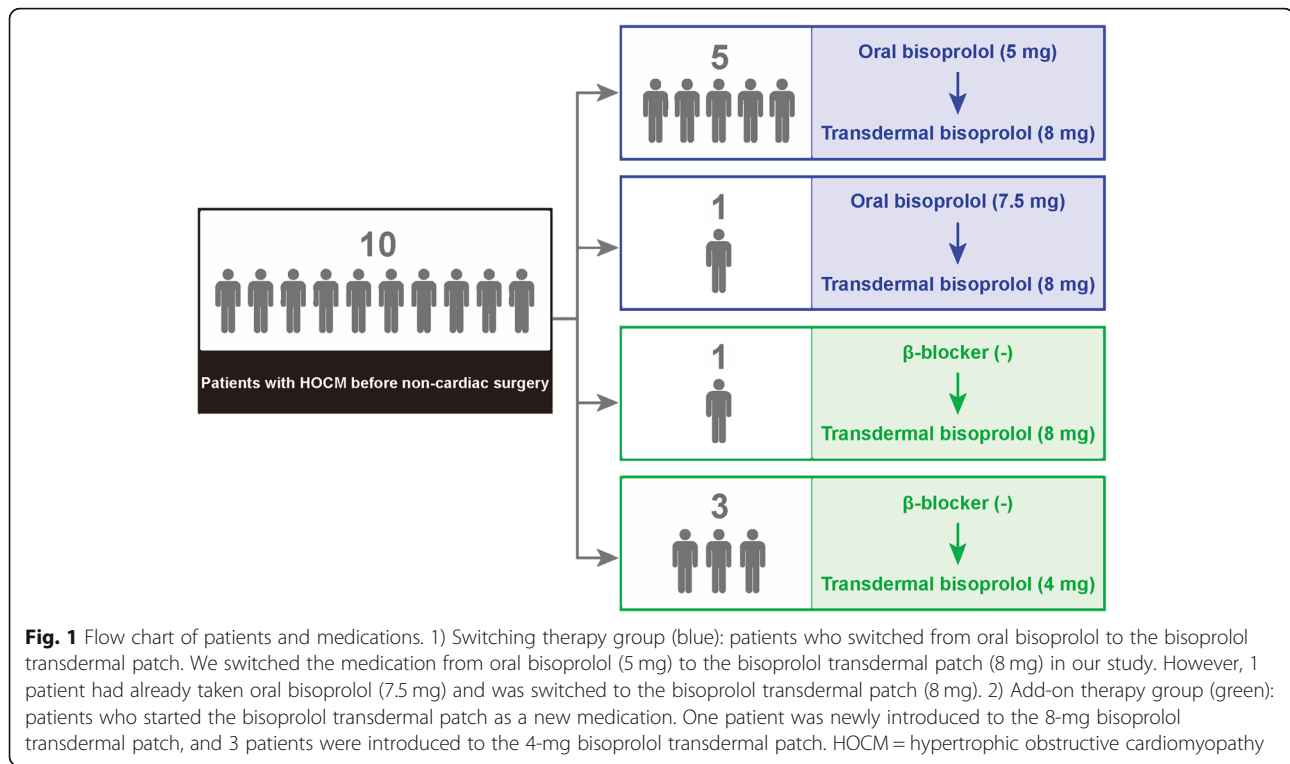 10
Patients with HOCM before non-cardiac surgery
5
Oral bisoprolol (5 mg)
Transdermal bisoprolol (8 mg)
1
Oral bisoprolol (7.5 mg)
Transdermal bisoprolol (8 mg)
1
β-blocker (-)
Transdermal bisoprolol (8 mg)
3
β-blocker (-)
Transdermal bisoprolol (4 mg)
Fig. 1 Flow chart of patients and medications. 1) Switching therapy group (blue): patients who switched from oral bisoprolol to the bisoprolol
transdermal patch. We switched the medication from oral bisoprolol (5 mg) to the bisoprolol transdermal patch (8 mg) in our study. However, 1
patient had already taken oral bisoprolol (7.5 mg) and was switched to the bisoprolol transdermal patch (8 mg). 2) Add-on therapy group (green):
patients who started the bisoprolol transdermal patch as a new medication. One patient was newly introduced to the 8-mg bisoprolol
transdermal patch, and 3 patients were introduced to the 4-mg bisoprolol transdermal patch. HOCM = hypertrophic obstructive cardiomyopathy